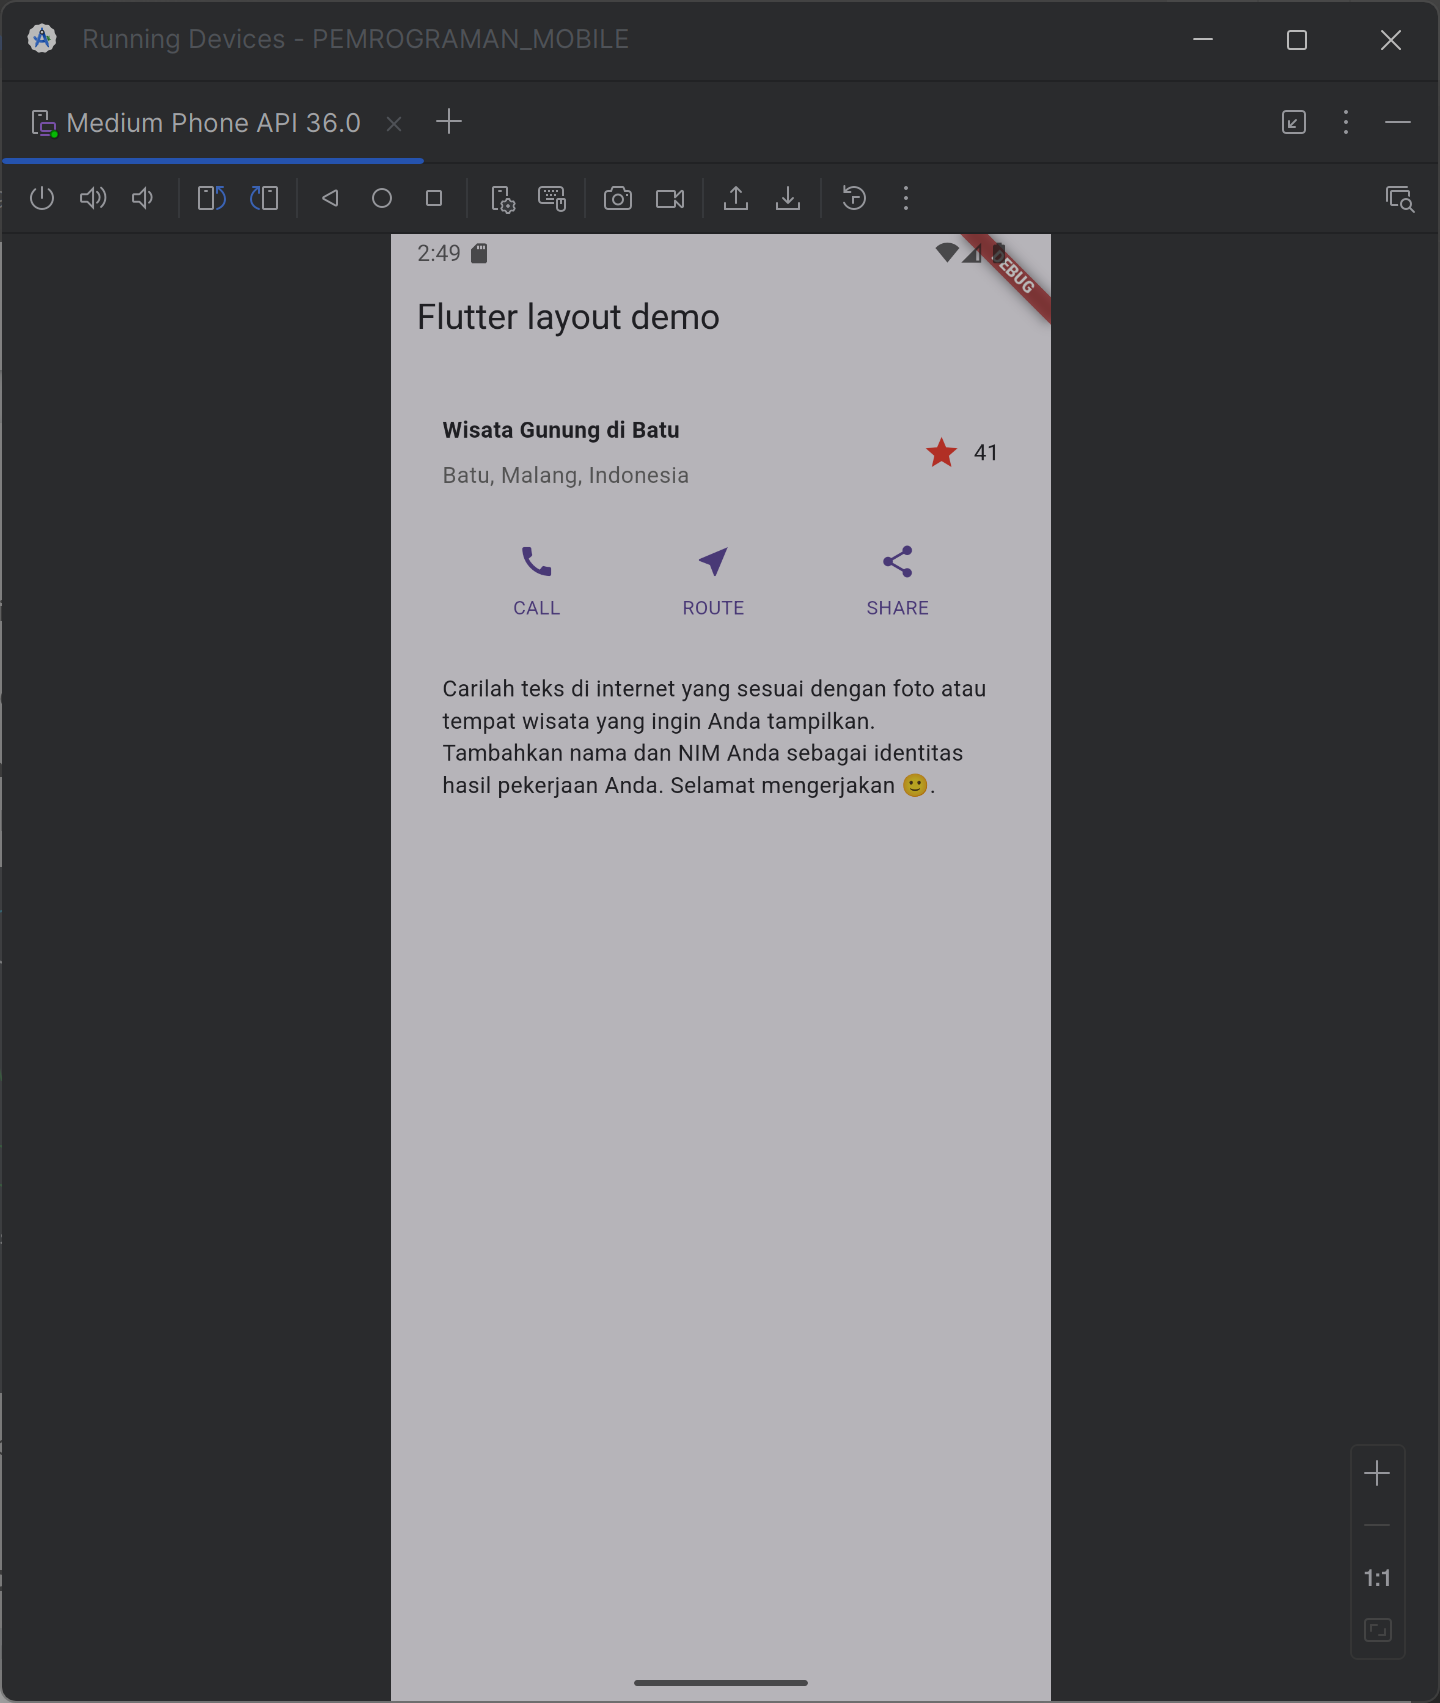 Running Devices - PEMROGRAMAN_MOBILE
Medium Phone API 36.0
2:49
DEBUG
Flutter layout demo
Wisata Gunung di Batu
41
Batu, Malang, Indonesia
CALL ROUTE SHARE
Carilah teks di internet yang sesuai dengan foto atau
tempat wisata yang ingin Anda tampilkan.
Tambahkan nama dan NIM Anda sebagai identitas
hasil pekerjaan Anda. Selamat mengerjakan 🙂.
1:1